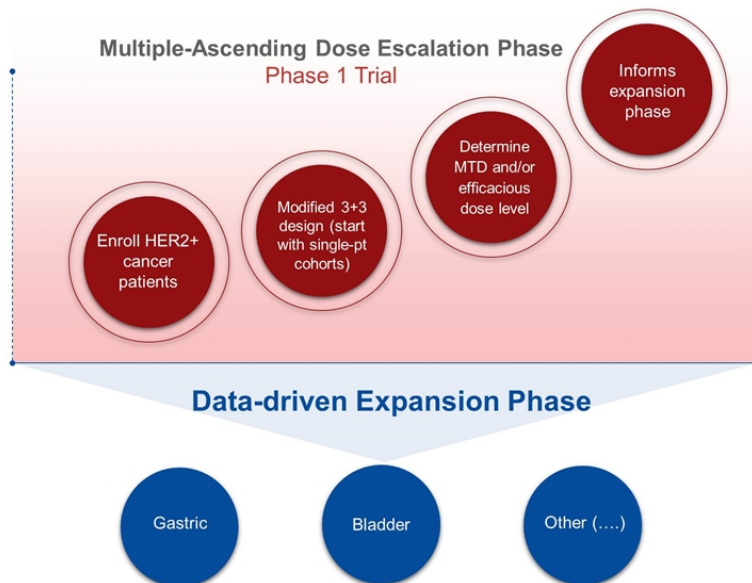 Multiple-Ascending Dose Escalation Phase
Phase 1 Trial
Enroll HER2+
cancer
patients
Modified 3+3
design (start
with single-pt
cohorts)
Determine
MTD and/or
efficacious
dose level
Informs
expansion
phase
Data-driven Expansion Phase
Gastric
Bladder
Other (....)